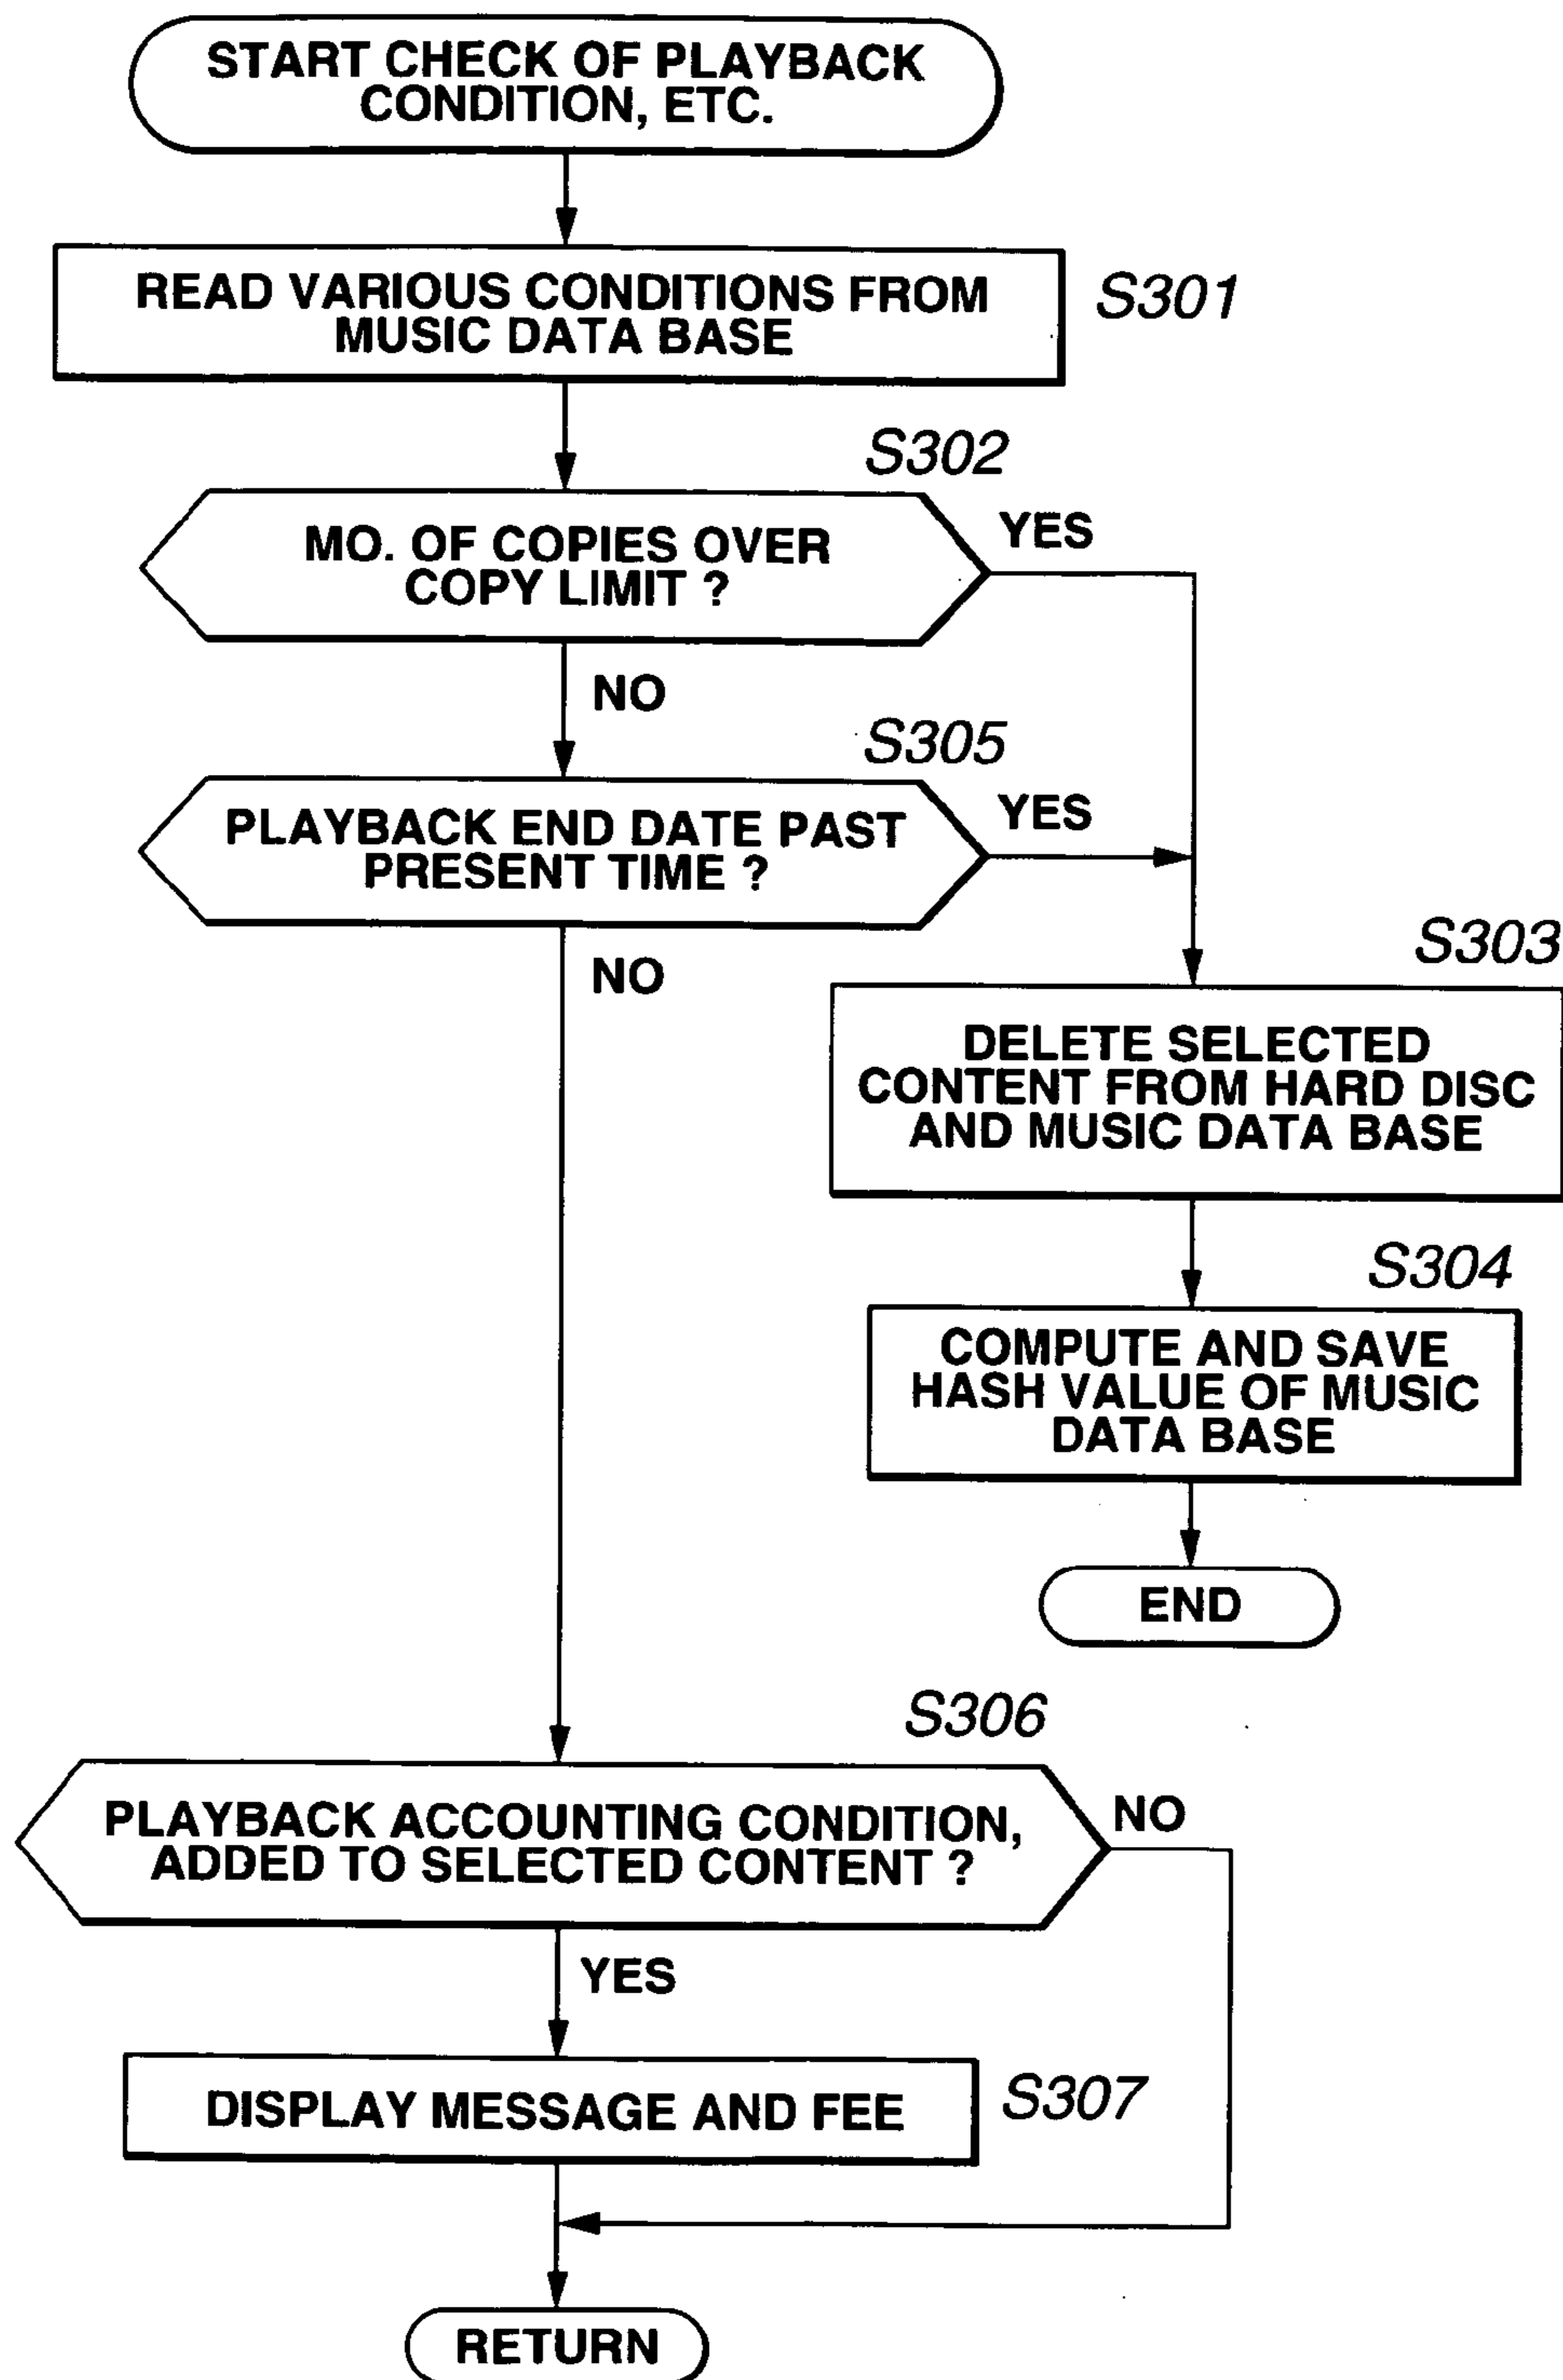 START CHECK OF PLAYBACK
CONDITION, ETC.
READ VARIOUS CONDITIONS FROM
MUSIC DATA BASE
S301
S302
MO. OF COPIES OVER
COPY LIMIT ?
YES
NO
S305
PLAYBACK END DATE PAST
PRESENT TIME ?
YES
NO
S303
DELETE SELECTED
CONTENT FROM HARD DISC
AND MUSIC DATA BASE
S304
COMPUTE AND SAVE
HASH VALUE OF MUSIC
DATA BASE
END
S306
PLAYBACK ACCOUNTING CONDITION,
ADDED TO SELECTED CONTENT ?
NO
YES
DISPLAY MESSAGE AND FEE
S307
RETURN